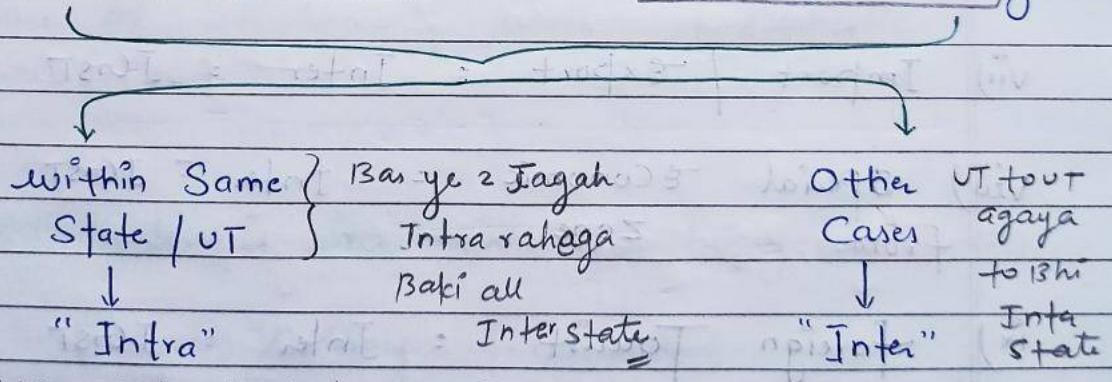 within Same } Bas ye 2 Jagah Other UT to UT
State / UT } Intra rahega Cases agaya
Baki all to Bhi
"Intra" Interstate "Inter" Inta
State